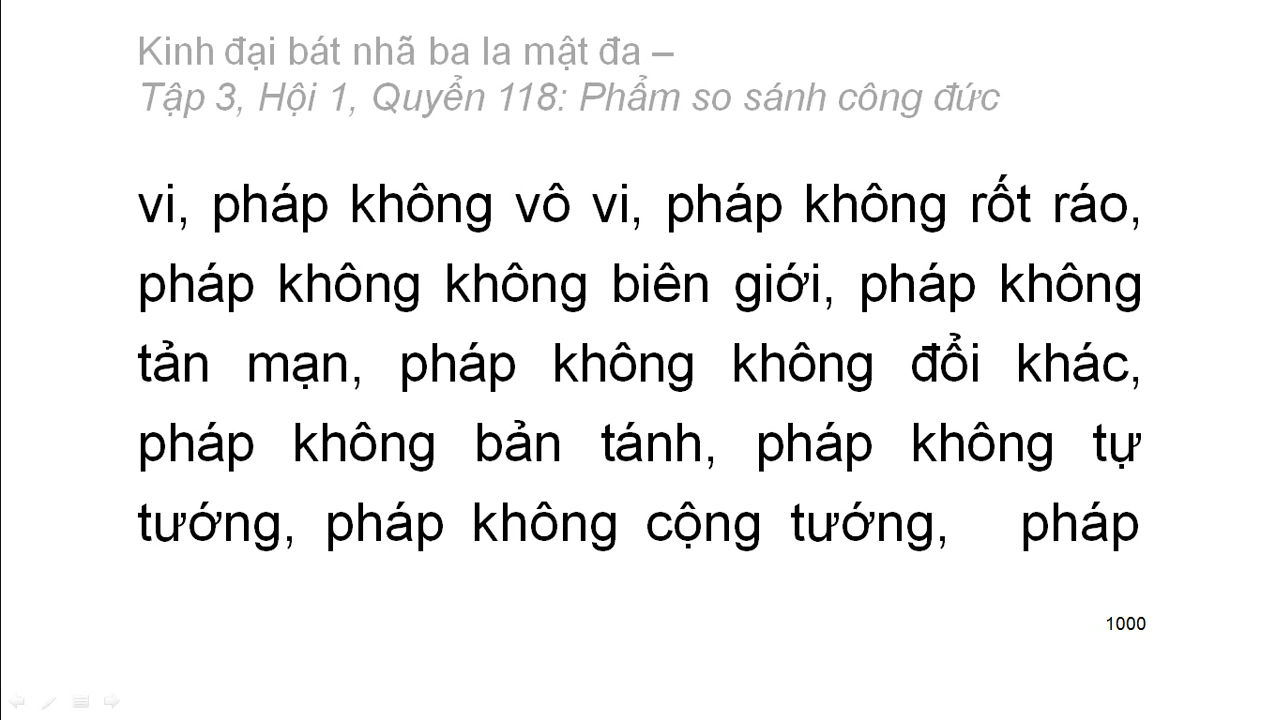 Kinh đại bát nhã ba la mật đa –
Tập 3, Hội 1, Quyển 118: Phẩm so sánh công đức
vi, pháp không vô vi, pháp không rốt ráo,
pháp không không biên giới, pháp không
tản mạn, pháp không không đổi khác,
pháp không bản tánh, pháp không tự
tướng, pháp không cộng tướng, pháp
1000